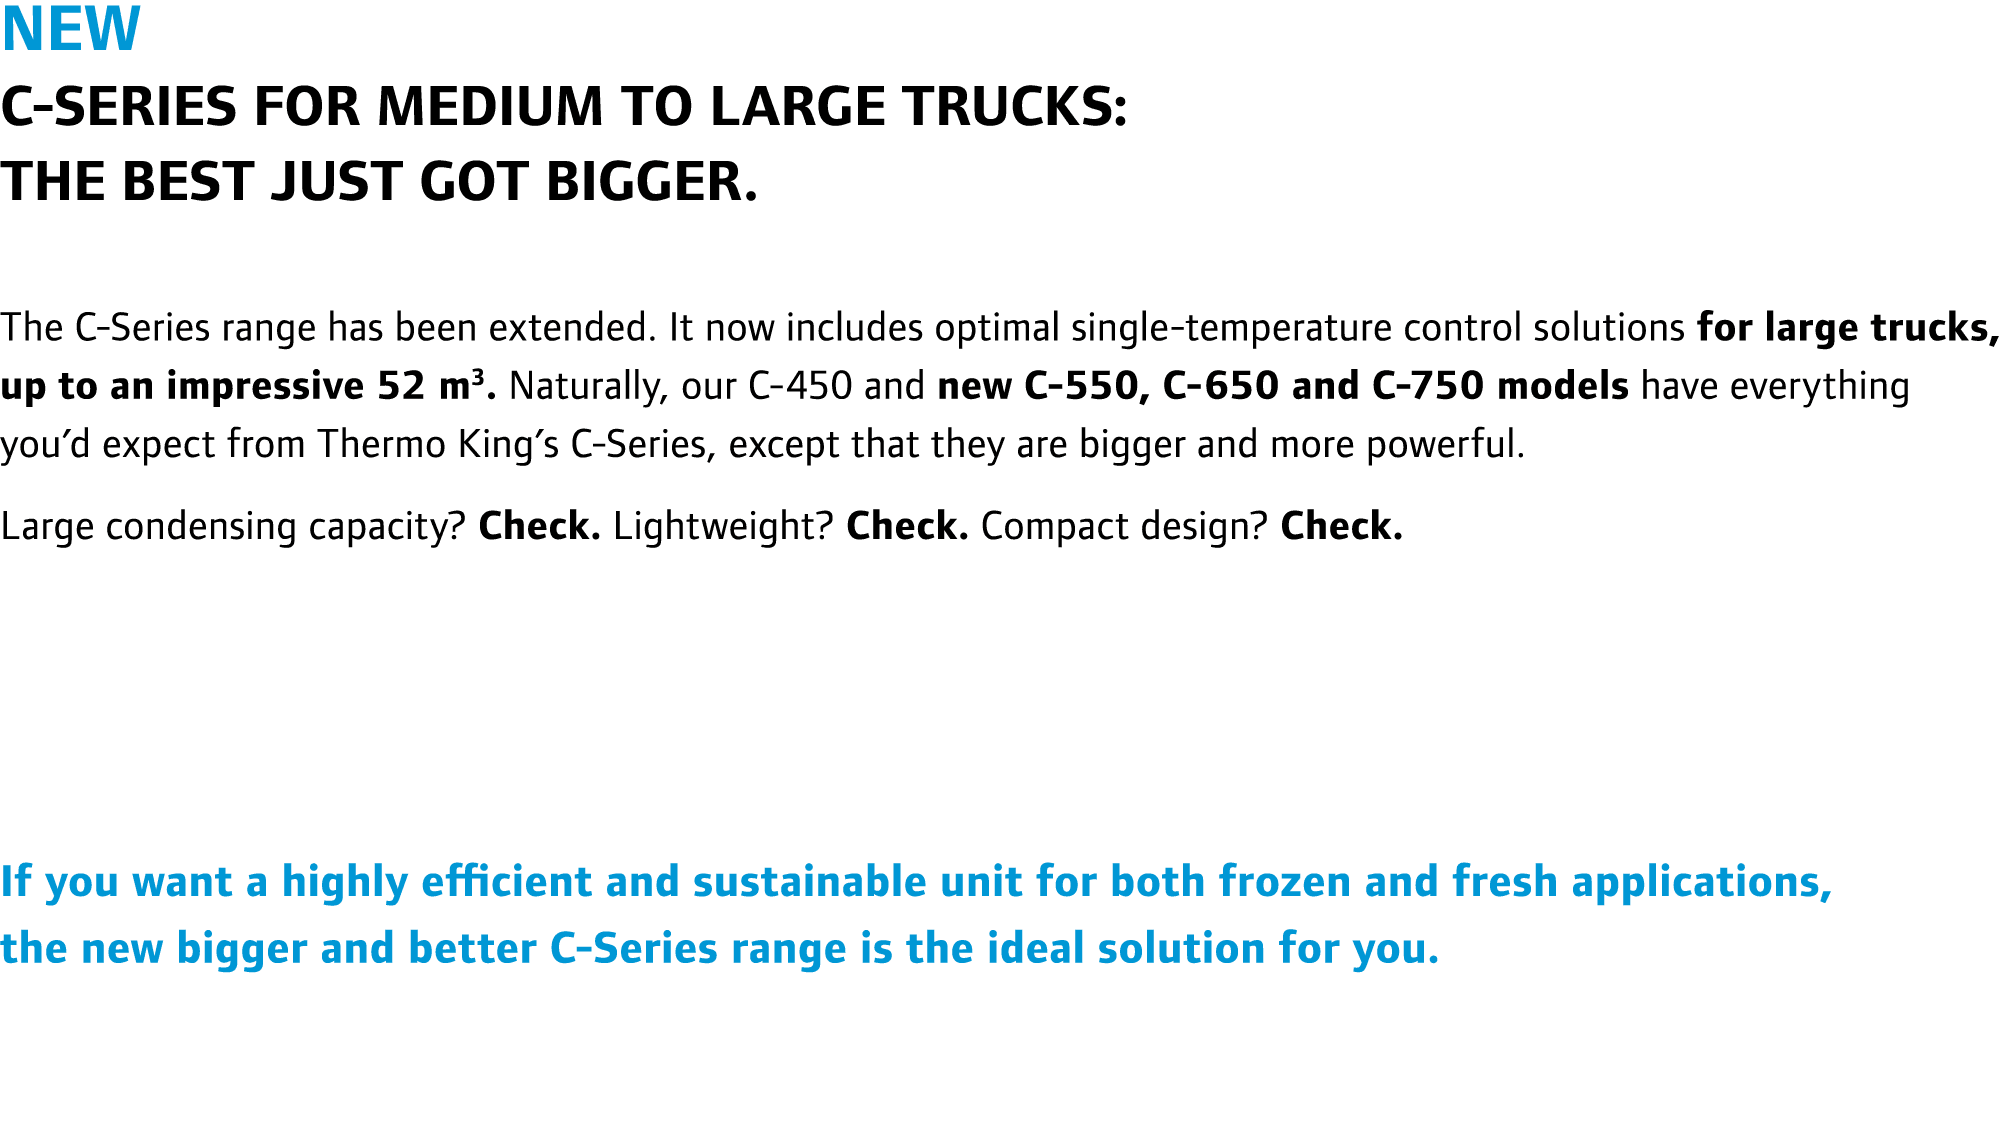 NEW
C-SERIES FOR MEDIUM TO LARGE TRUCKS:
THE BEST JUST GOT BIGGER.
The C-Series range has been extended. It now includes optimal single-temperature control solutions for large trucks,
up to an impressive 52 m³. Naturally, our C-450 and new C-550, C-650 and C-750 models have everything
you’d expect from Thermo King’s C-Series, except that they are bigger and more powerful.
Large condensing capacity? Check. Lightweight? Check. Compact design? Check.
If you want a highly efficient and sustainable unit for both frozen and fresh applications,
the new bigger and better C-Series range is the ideal solution for you.